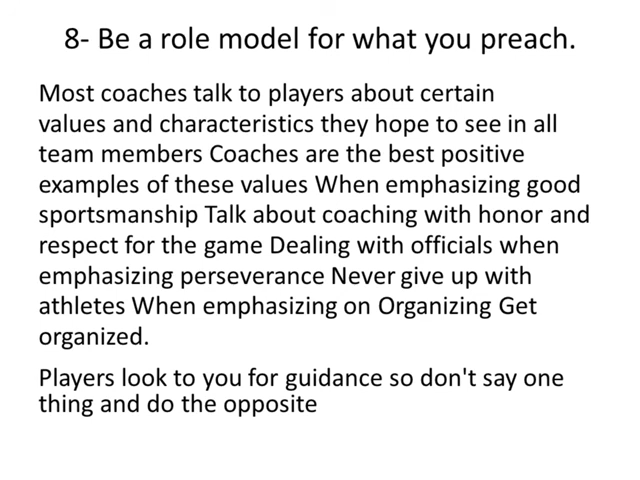 8- Be a role model for what you preach.
Most coaches talk to players about certain
values and characteristics they hope to see in all
team members Coaches are the best positive
examples of these values When emphasizing good
sportsmanship Talk about coaching with honor and
respect for the game Dealing with officials when
emphasizing perseverance Never give up with
athletes When emphasizing on Organizing Get
organized.
Players look to you for guidance so don't say one
thing and do the opposite